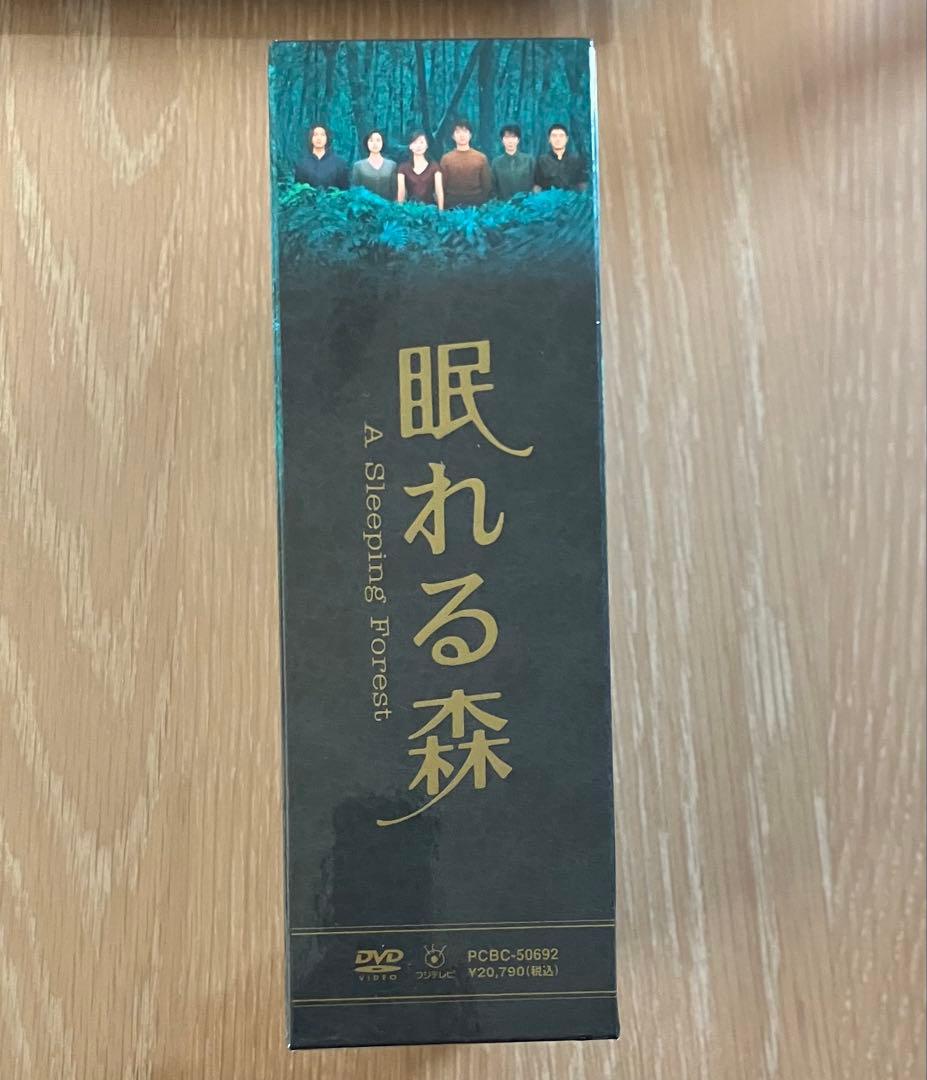 眠れる森
A Sleeping Forest
DVD
VIDEO
フジテレビ
PCBC-50692
¥20,790(税込)